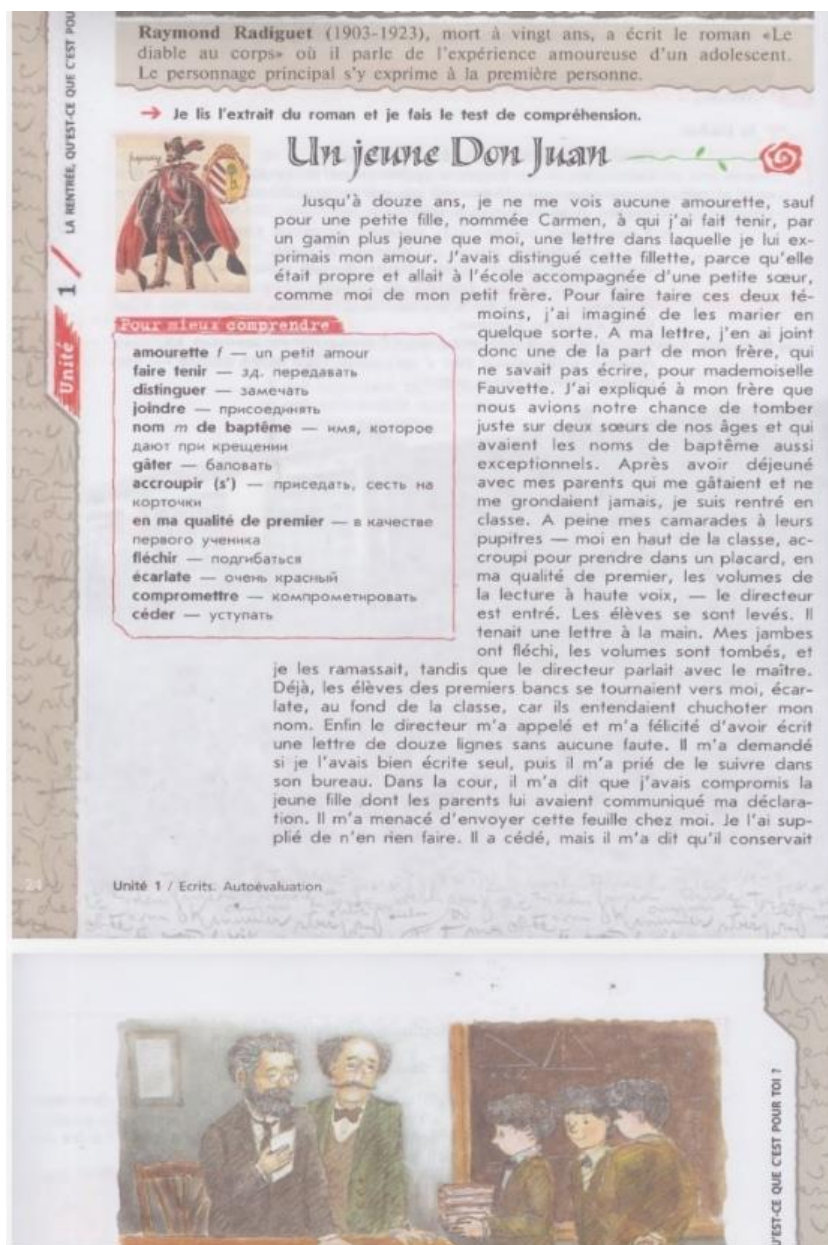 LA RENTRÉE, QU'EST-CE QUE C'EST POU
1
Unité
Raymond Radiguet (1903-1923), mort à vingt ans, a écrit le roman «Le
diable au corps» où il parle de l'expérience amoureuse d'un adolescent.
Le personnage principal s'y exprime à la première personne.
→ Je lis l'extrait du roman et je fais le test de compréhension.
Un jeune Don Juan
Jusqu'à douze ans, je ne me vois aucune amourette, sauf
pour une petite fille, nommée Carmen, à qui j'ai fait tenir, par
un gamin plus jeune que moi, une lettre dans laquelle je lui ex-
primais mon amour. J'avais distingué cette fillette, parce qu'elle
était propre et allait à l'école accompagnée d'une petite sœur,
comme moi de mon petit frère. Pour faire taire ces deux té-
moins, j'ai imaginé de les marier en
quelque sorte. A ma lettre, j'en ai joint
donc une de la part de mon frère, qui
ne savait pas écrire, pour mademoiselle
Fauvette. J'ai expliqué à mon frère que
nous avions notre chance de tomber
juste sur deux sœurs de nos âges et qui
avaient les noms de baptême aussi
exceptionnels. Après avoir déjeuné
avec mes parents qui me gâtaient et ne
me grondaient jamais, je suis rentré en
classe. A peine mes camarades à leurs
pupitres — moi en haut de la classe, ac-
croupi pour prendre dans un placard, en
ma qualité de premier, les volumes de
la lecture à haute voix, — le directeur
est entré. Les élèves se sont levés. Il
tenait une lettre à la main. Mes jambes
ont fléchi, les volumes sont tombés, et
je les ramassait, tandis que le directeur parlait avec le maître.
Déjà, les élèves des premiers bancs se tournaient vers moi, écar-
late, au fond de la classe, car ils entendaient chuchoter mon
nom. Enfin le directeur m'a appelé et m'a félicité d'avoir écrit
une lettre de douze lignes sans aucune faute. Il m'a demandé
si je l'avais bien écrite seul, puis il m'a prié de le suivre dans
son bureau. Dans la cour, il m'a dit que j'avais compromis la
jeune fille dont les parents lui avaient communiqué ma déclara-
tion. Il m'a menacé d'envoyer cette feuille chez moi. Je l'ai sup-
plié de n'en rien faire. Il a cédé, mais il m'a dit qu'il conservait
Pour mieux comprendre
amourette f — un petit amour
faire tenir — зд. передавать
distinguer — замечать
joindre — присоединять
nom m de baptême — имя, которое
дают при крещении
gâter — баловать
accroupir (s') — приседать, сесть на
корточки
en ma qualité de premier — в качестве
первого ученика
fléchir — подгибаться
écarlate — очень красный
compromettre — компрометировать
céder — уступать
Unité 1 / Ecrits. Autoévaluation
'EST-CE QUE C'EST POUR TOI ?